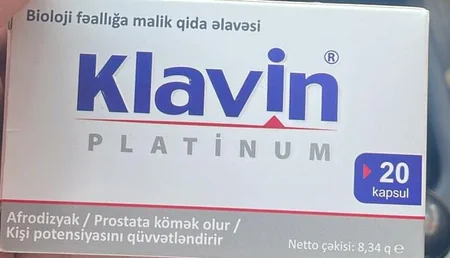 Bioloji fəallığa malik qida əlavəsi
Klavin®
PLATİNUM
20
kapsul
Afrodizyak / Prostata kömək olur /
Kişi potensiyasını qüvvətləndirir
Netto çəkisi: 8,34 q e